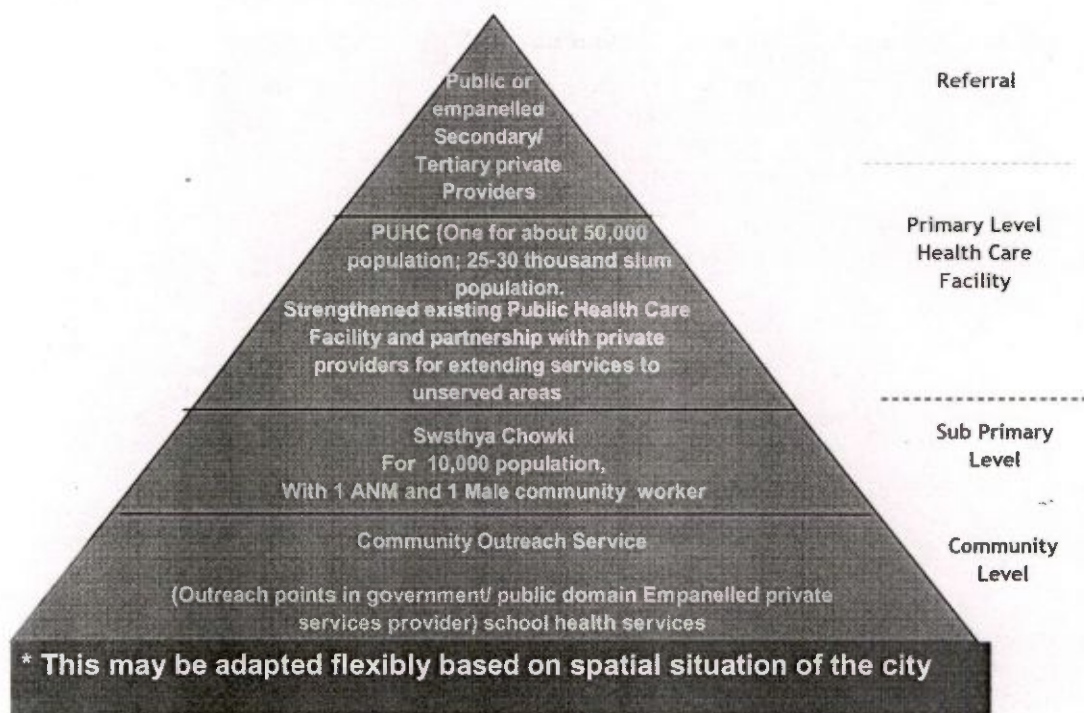 Public or
empanelled
Secondary/
Tertiary private
Providers
Referral
PUHC (One for about 50,000
population; 25-30 thousand slum
population.
Strengthened existing Public Health Care
Facility and partnership with private
providers for extending services to
unserved areas
Primary Level
Health Care
Facility
Swsthya Chowki
For 10,000 population,
With 1 ANM and 1 Male community worker
Sub Primary
Level
Community Outreach Service
(Outreach points in government/ public domain Empanelled private
services provider) school health services
Community
Level
* This may be adapted flexibly based on spatial situation of the city